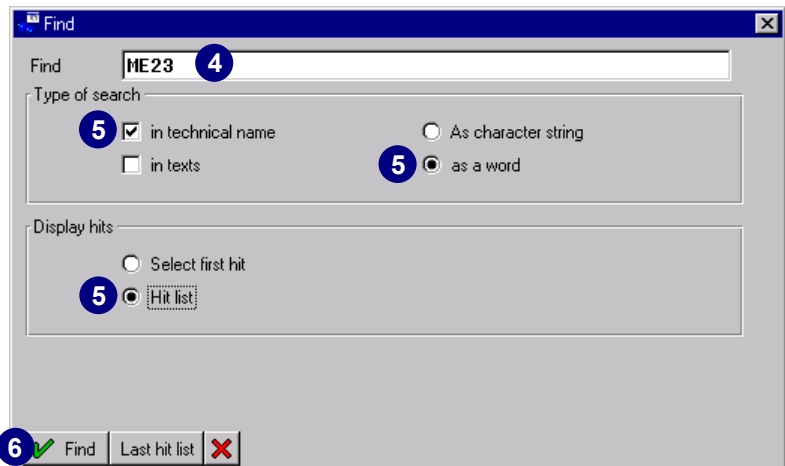 Find
Find ME23 4
Type of search
5 in technical name As character string
in texts 5 as a word
Display hits
Select first hit
5 Hit list
6 Find Last hit list